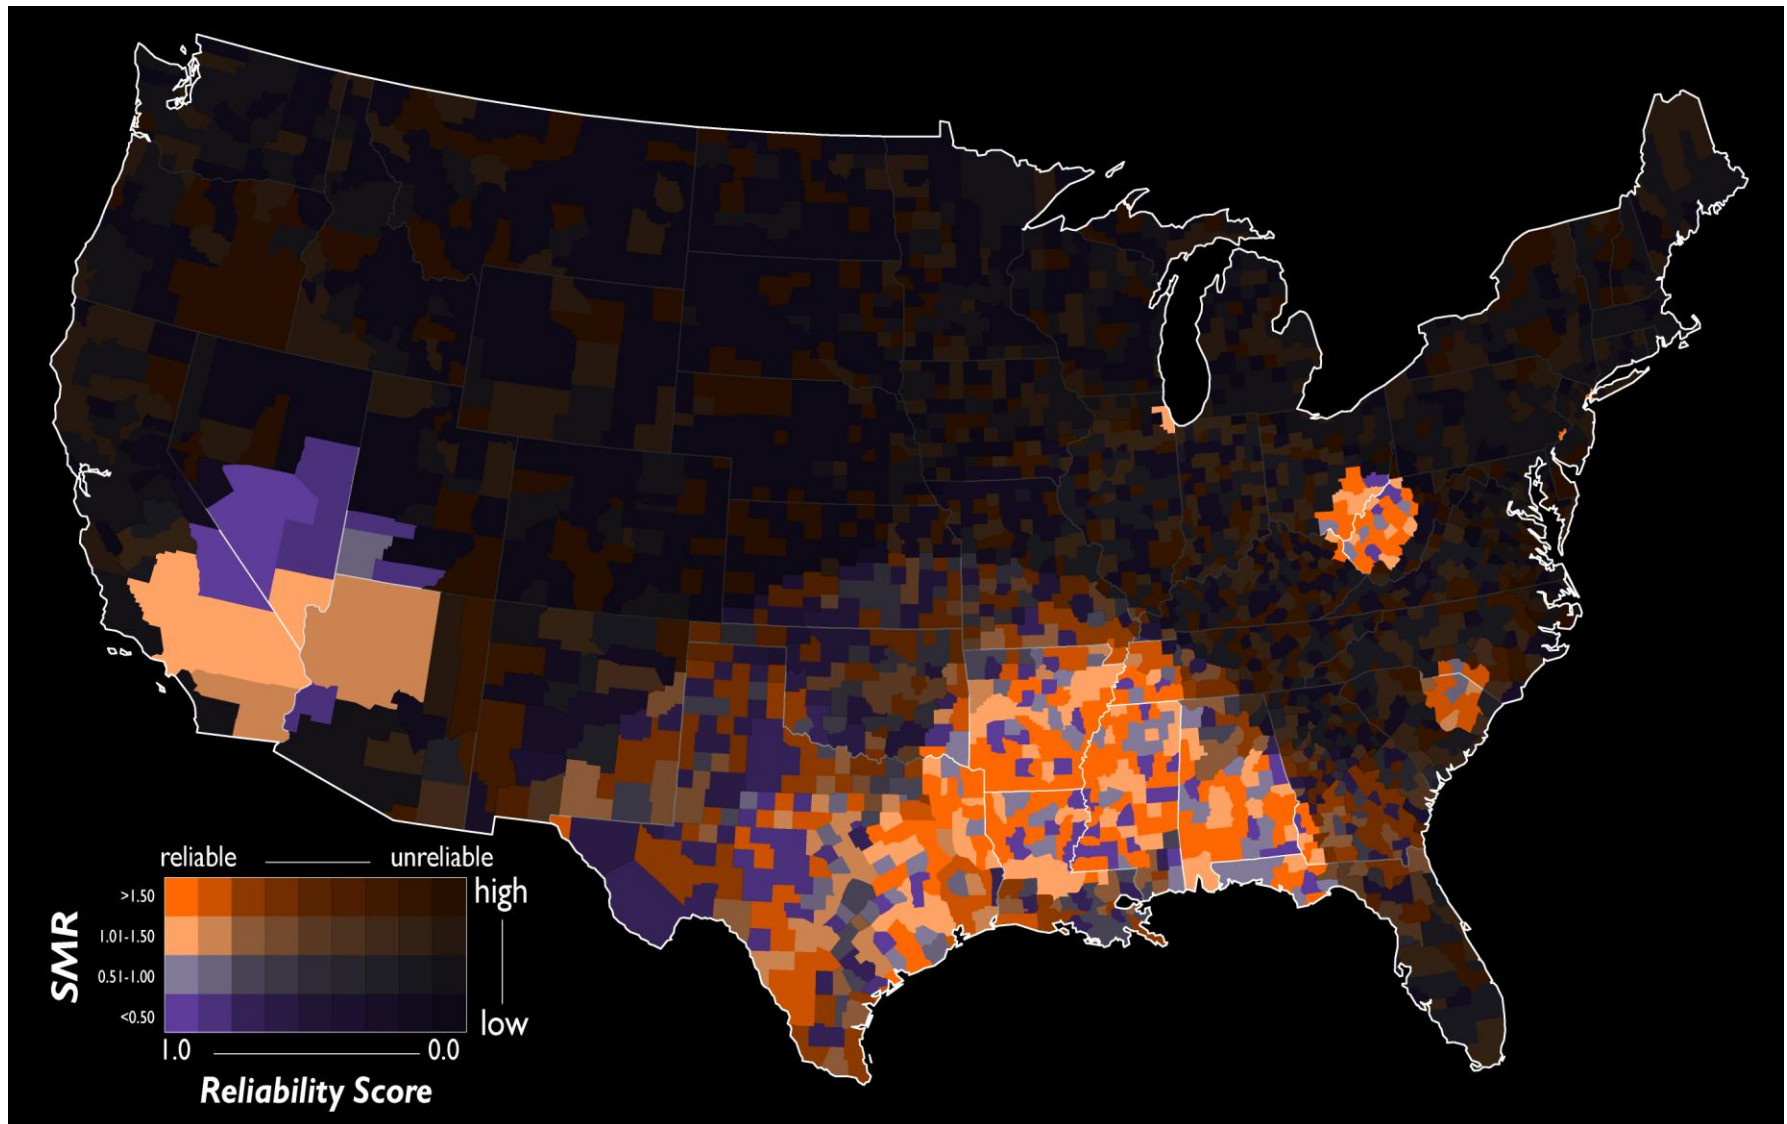 reliable unreliable
SMR
>1.50 high
1.01-1.50
0.51-1.00
<0.50 low
1.0 0.0
Reliability Score